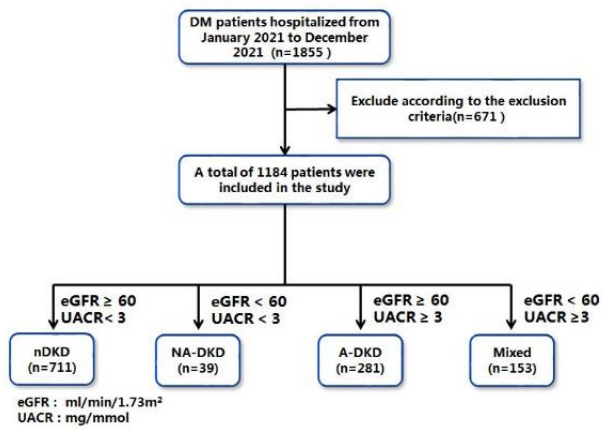 DM patients hospitalized from
January 2021 to December
2021 (n=1855 )
Exclude according to the exclusion
criteria(n=671 )
A total of 1184 patients were
included in the study
eGFR ≥ 60
UACR< 3
eGFR < 60
UACR < 3
eGFR ≥ 60
UACR ≥ 3
eGFR < 60
UACR ≥3
nDKD
(n=711)
NA-DKD
(n=39)
A-DKD
(n=281)
Mixed
(n=153)
eGFR : ml/min/1.73m²
UACR : mg/mmol